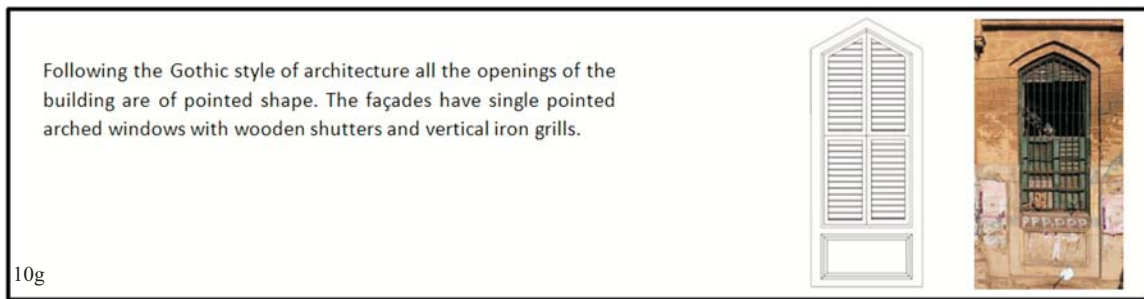 Following the Gothic style of architecture all the openings of the
building are of pointed shape. The façades have single pointed
arched windows with wooden shutters and vertical iron grills.
10g